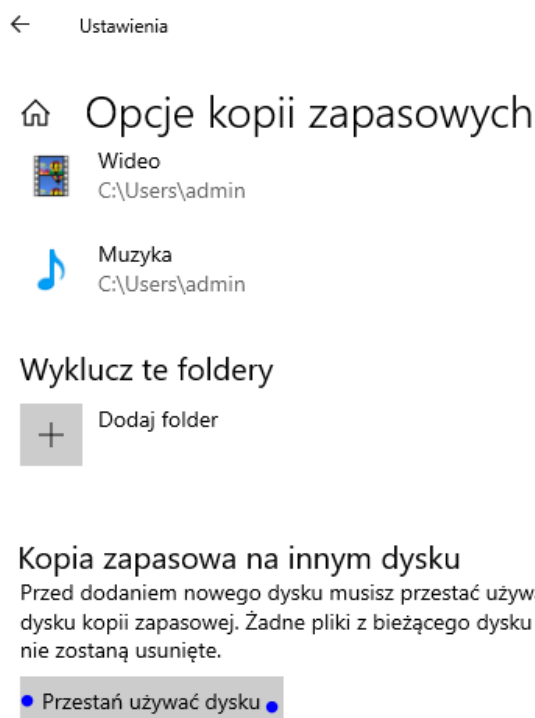 Ustawienia
Opcje kopii zapasowych
Wideo
C:\Users\admin
Muzyka
C:\Users\admin
Wyklucz te foldery
Dodaj folder
Kopia zapasowa na innym dysku
Przed dodaniem nowego dysku musisz przestać
dysku kopii zapasowej. Żadne pliki z bieżącego dysku
nie zostaną usunięte.
Przestań używać dysku